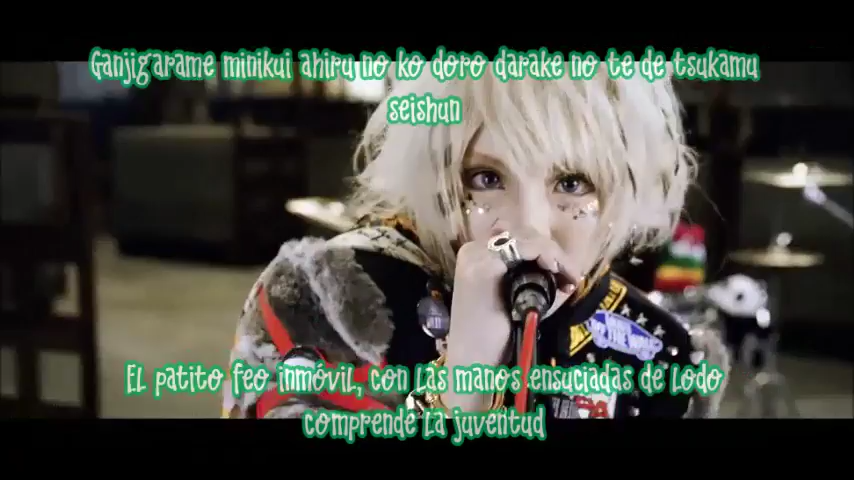 Ganjigarame minikui ahiru no ko doro darake no te de tsukamu
seishun
El patito feo inmóvil, con las manos ensuciadas de lodo
comprende la juventud